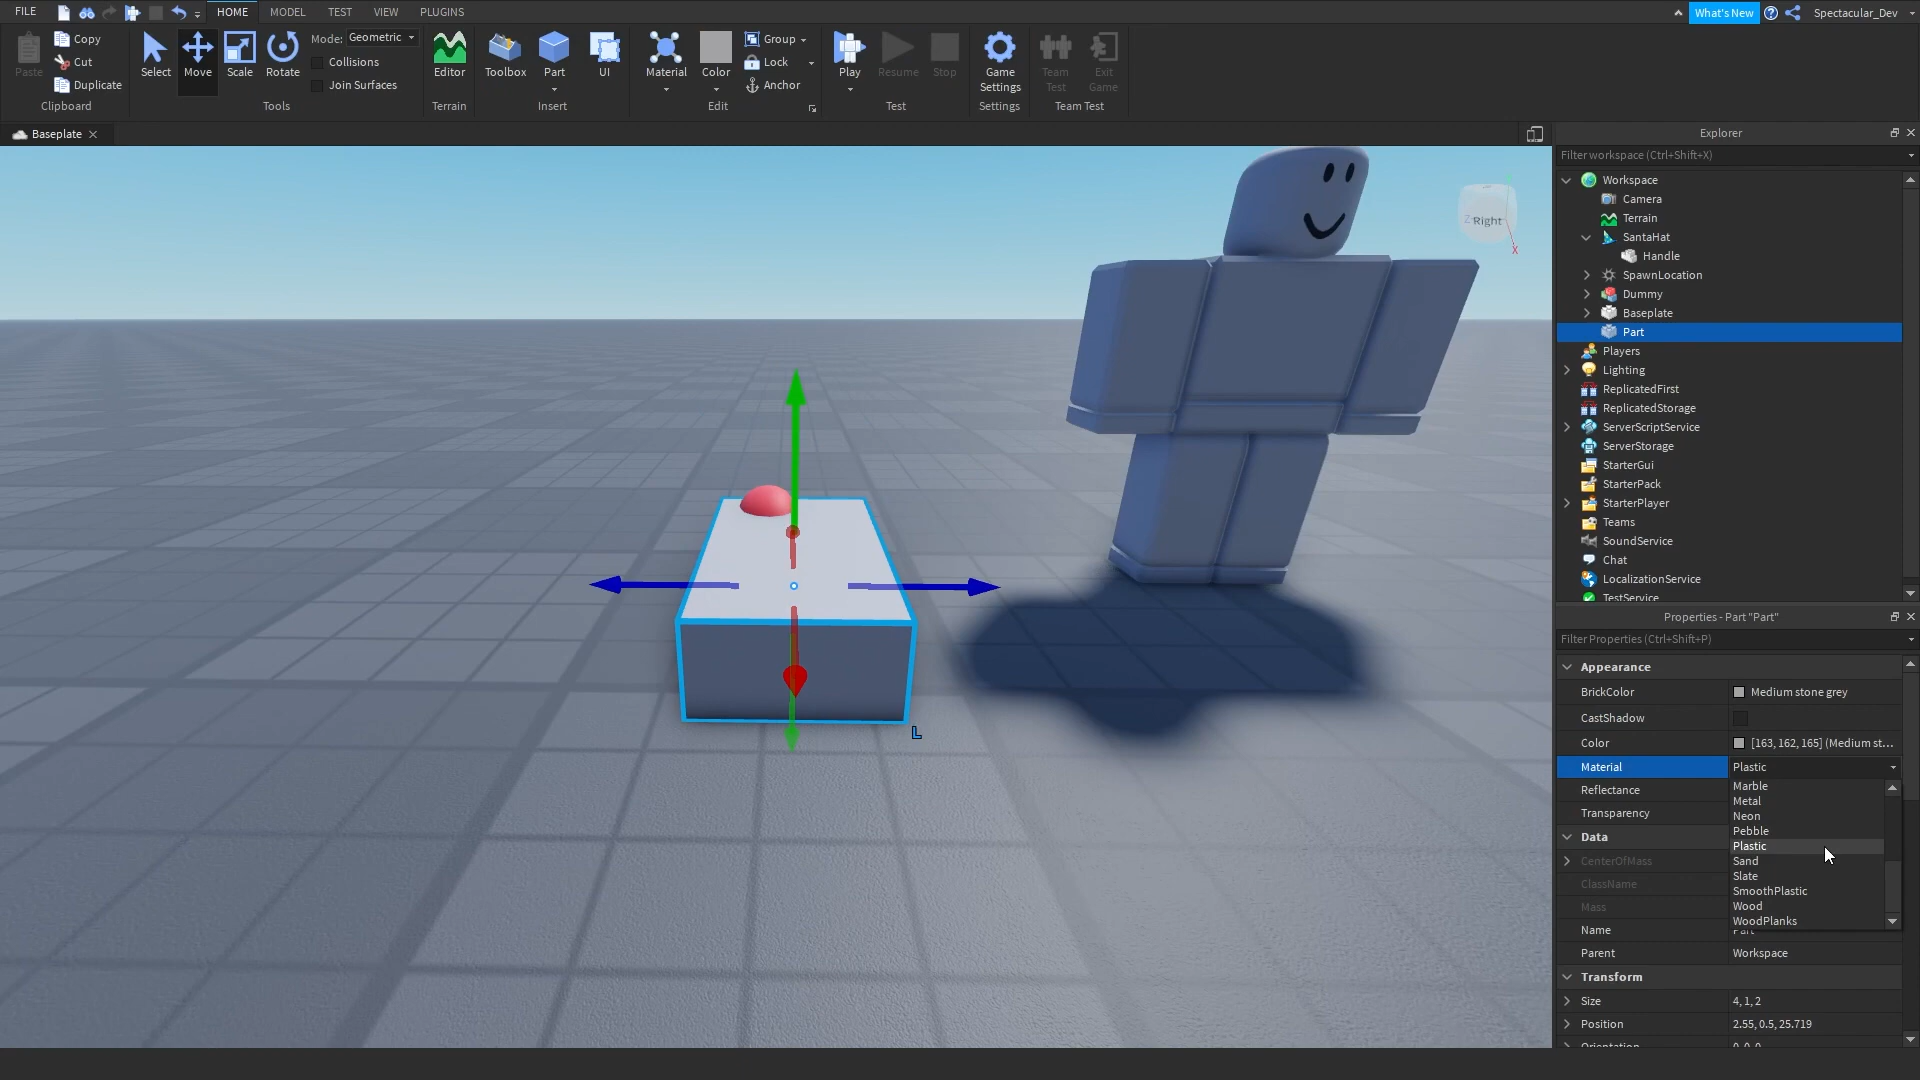 FILE HOME MODEL TEST VIEW PLUGINS What's New Spectacular_Dev
Paste Copy Cut Duplicate Clipboard
Select Move Scale Rotate Mode: Geometric Collisions Join Surfaces Tools
Editor Terrain
Toolbox Part UI Insert
Material Color Group Lock Anchor Edit
Play Resume Stop Test
Game Settings Settings
Team Test Exit Game Team Test
Baseplate
Right
X
Z
L
Explorer
Filter workspace (Ctrl+Shift+X)
Workspace
Camera
Terrain
SantaHat
Handle
SpawnLocation
Dummy
Baseplate
Part
Players
Lighting
ReplicatedFirst
ReplicatedStorage
ServerScriptService
ServerStorage
StarterGui
StarterPack
StarterPlayer
Teams
SoundService
Chat
LocalizationService
TestService
Properties - Part "Part"
Filter Properties (Ctrl+Shift+P)
Appearance
BrickColor Medium stone grey
CastShadow
Color [163, 162, 165] (Medium st...
Material Plastic
Marble
Metal
Neon
Pebble
Plastic
Sand
Slate
SmoothPlastic
Wood
WoodPlanks
Reflectance
Transparency
Data
CenterOfMass
ClassName
Mass
Name Part
Parent Workspace
Transform
Size 4, 1, 2
Position 2.55, 0.5, 25.719
Orientation 0, 0, 0